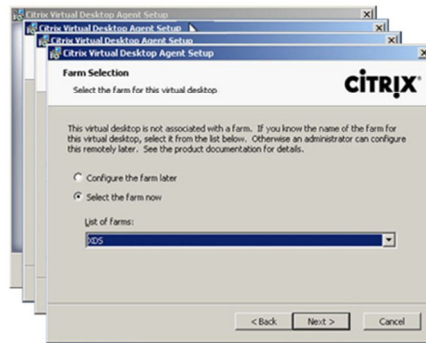 Citrix Virtual Desktop Agent Setup
Citrix Virtual Desktop Agent Setup
Citrix Virtual Desktop Agent Setup
Citrix Virtual Desktop Agent Setup
Farm Selection
Select the farm for this virtual desktop
CİTRIX®
This virtual desktop is not associated with a farm. If you know the name of the farm for
this virtual desktop, select it from the list below. Otherwise an administrator can configure
this remotely later. See the product documentation for details.
Configure the farm later
Select the farm now
List of farms:
XDS
< Back Next > Cancel